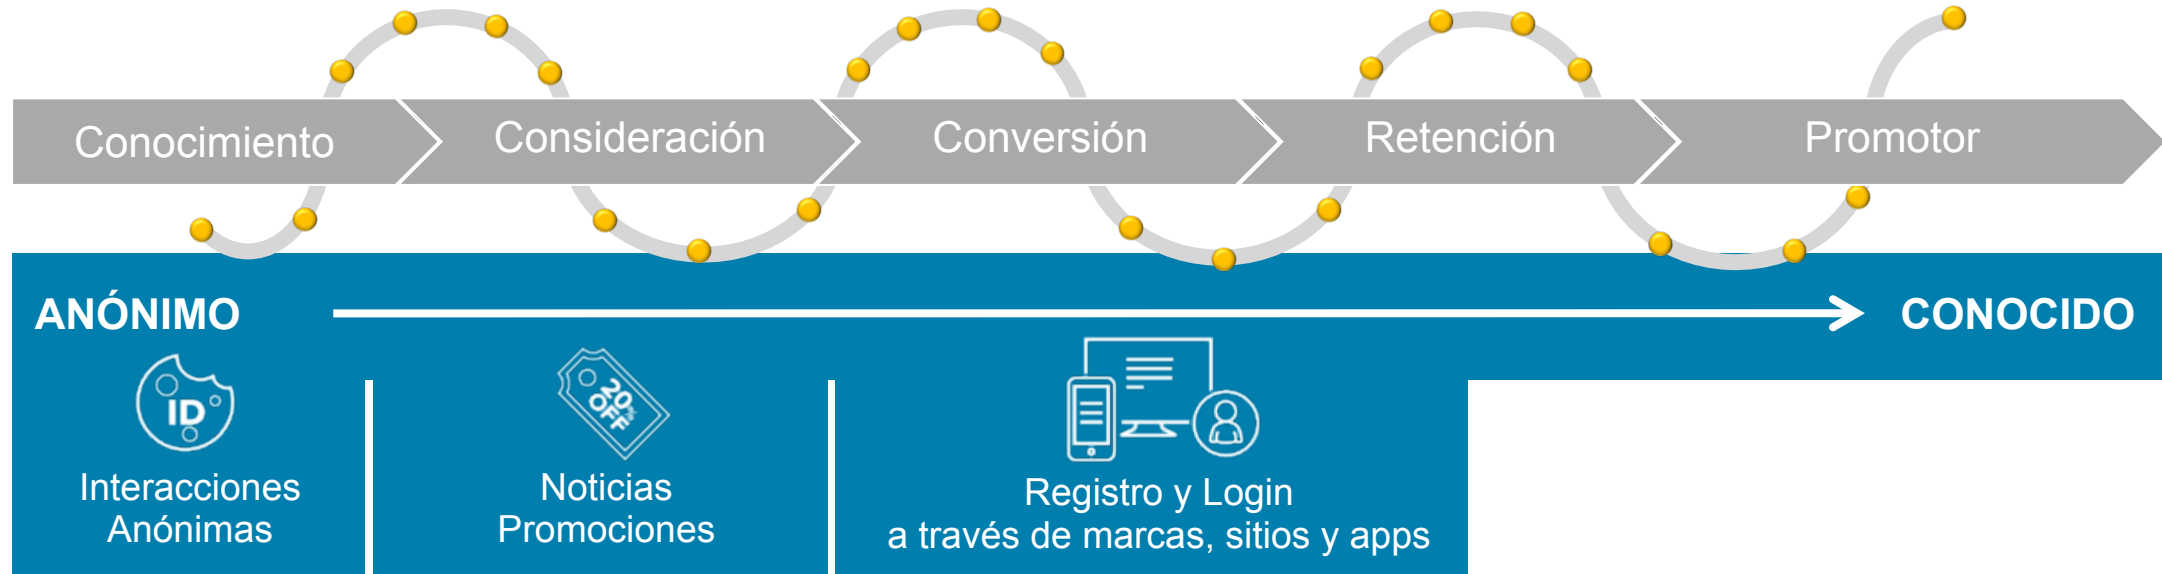 Conocimiento
Consideración
Conversión
Retención
Promotor
ANÓNIMO
CONOCIDO
ID
20%
OFF
Interacciones
Anónimas
Noticias
Promociones
Registro y Login
a través de marcas, sitios y apps